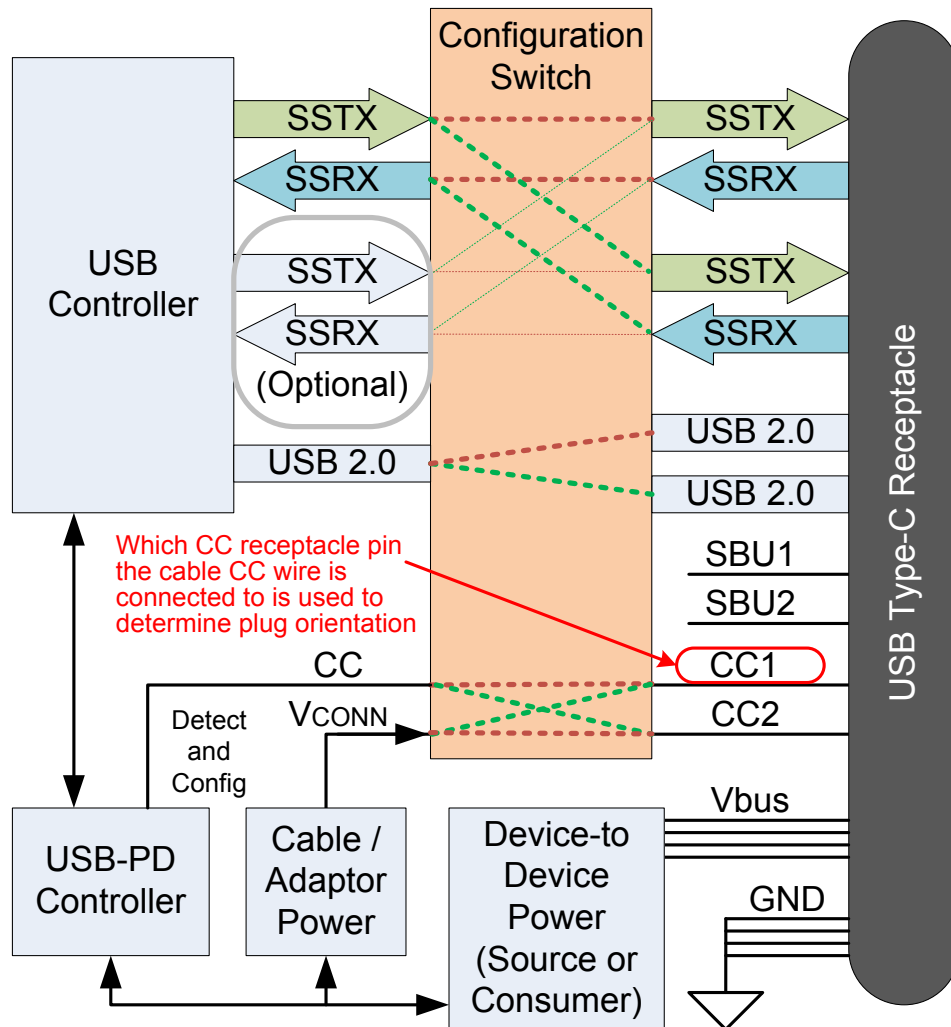 Configuration
Switch
USB
Controller
SSTX
SSRX
SSTX
SSRX
(Optional)
USB 2.0
SSTX
SSRX
SSTX
SSRX
USB 2.0
USB 2.0
SBU1
SBU2
CC1
CC2
Vbus
GND
USB Type-C Receptacle
Which CC receptacle pin
the cable CC wire is
connected to is used to
determine plug orientation
CC
VCONN
Detect
and
Config
USB-PD
Controller
Cable /
Adaptor
Power
Device-to
Device
Power
(Source or
Consumer)